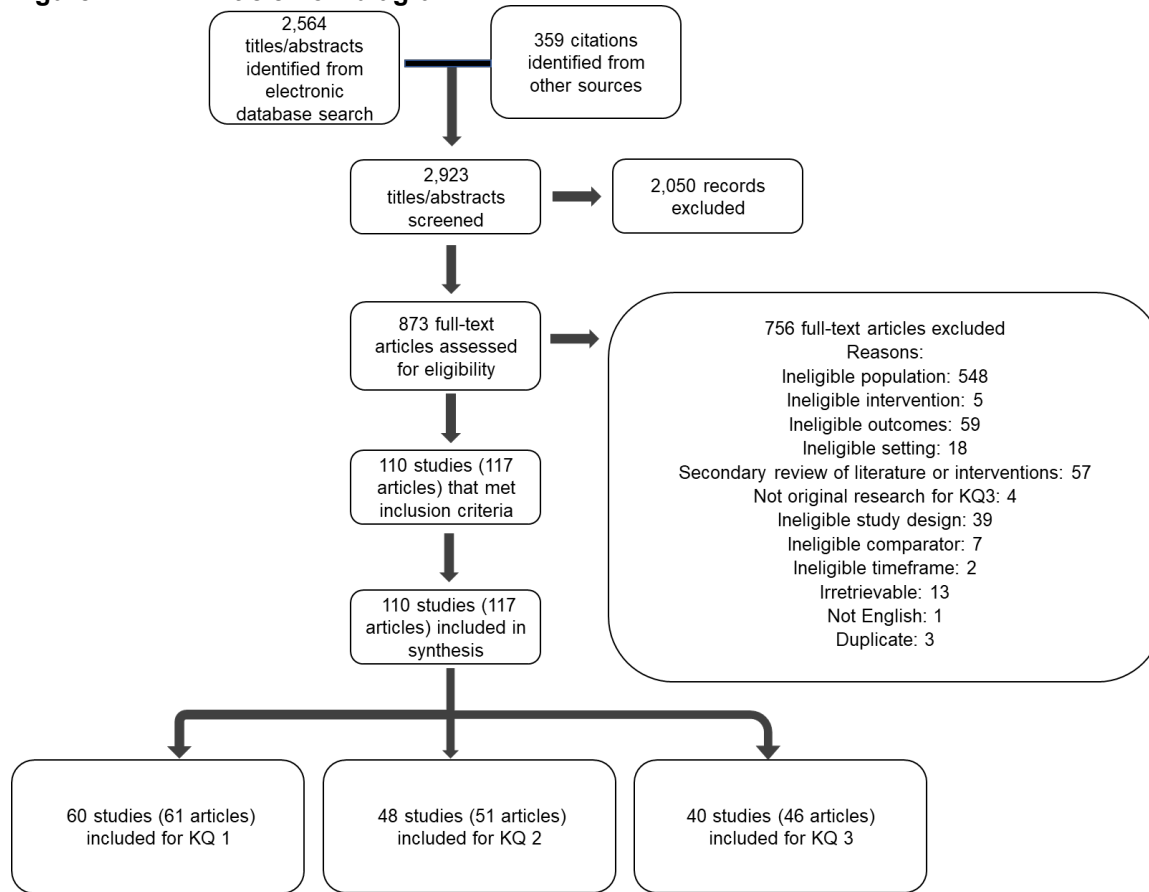 2,564
titles/abstracts
identified from
electronic
database search
359 citations
identified from
other sources
2,923
titles/abstracts
screened
2,050 records
excluded
873 full-text
articles assessed
for eligibility
756 full-text articles excluded
Reasons:
Ineligible population: 548
Ineligible intervention: 5
Ineligible outcomes: 59
Ineligible setting: 18
Secondary review of literature or interventions: 57
Not original research for KQ3: 4
Ineligible study design: 39
Ineligible comparator: 7
Ineligible timeframe: 2
Irretrievable: 13
Not English: 1
Duplicate: 3
110 studies (117
articles) that met
inclusion criteria
110 studies (117
articles) included in
synthesis
60 studies (61 articles)
included for KQ 1
48 studies (51 articles)
included for KQ 2
40 studies (46 articles)
included for KQ 3